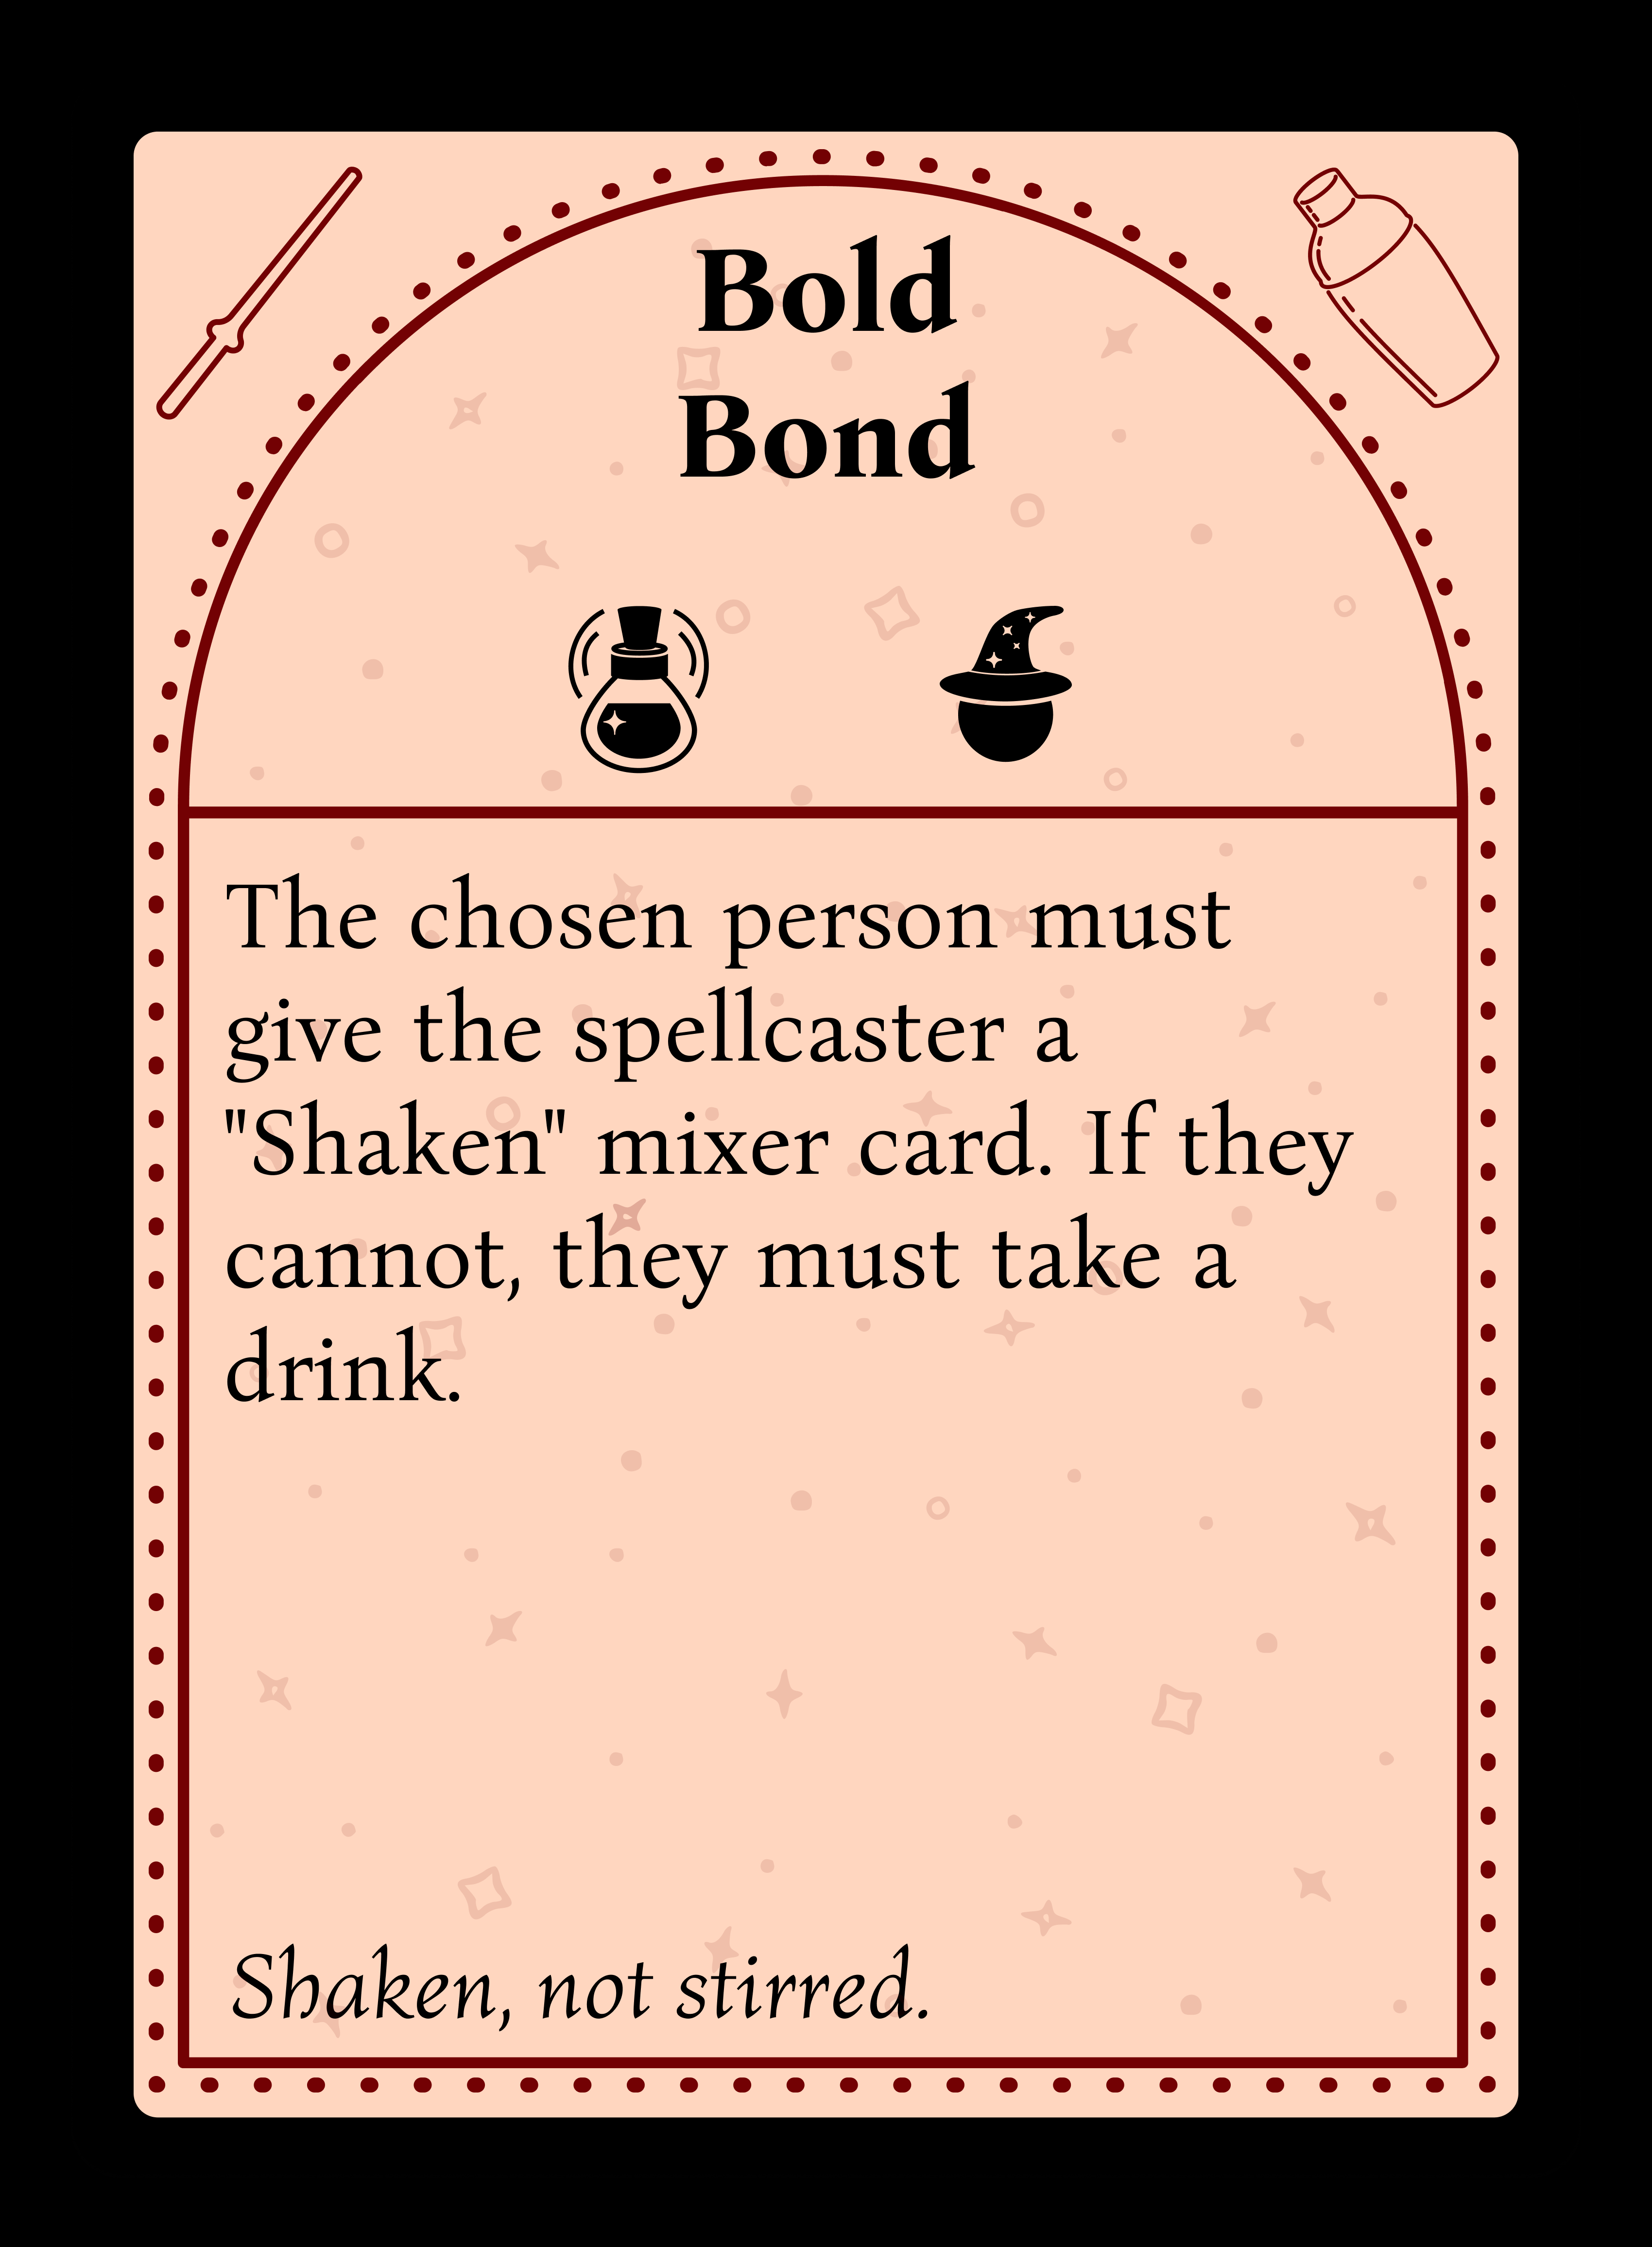 Bold
Bond
The chosen person must
give the spellcaster a
"Shaken" mixer card. If they
cannot, they must take a
drink.
Shaken, not stirred.